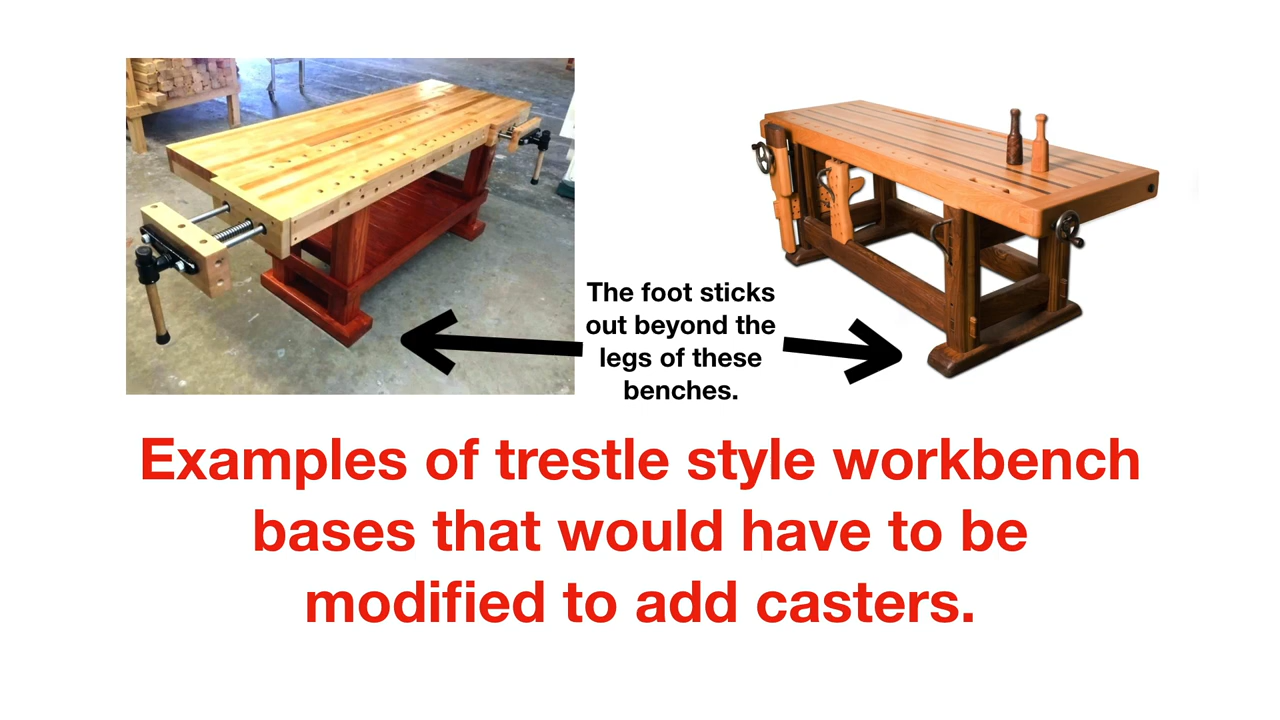 The foot sticks
out beyond the
legs of these
benches.
Examples of trestle style workbench
bases that would have to be
modified to add casters.